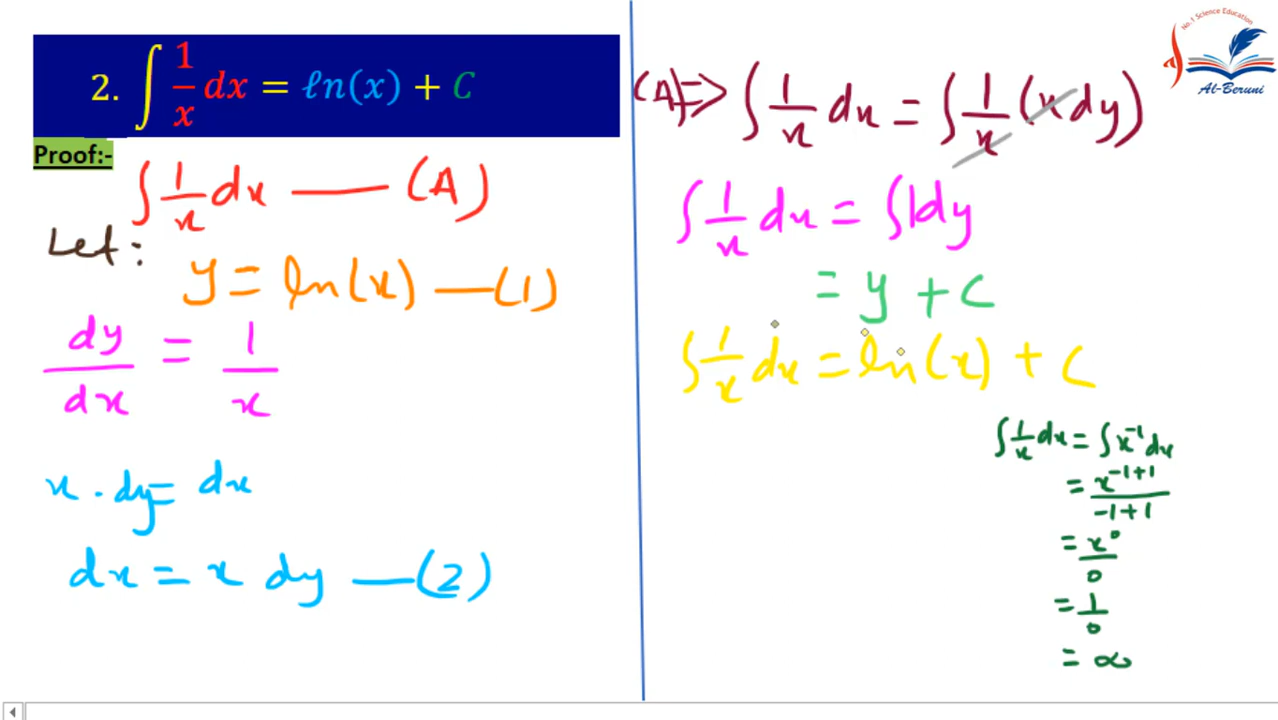 2. ∫ 1/x dx = ℓn(x) + C
Proof:-
∫ 1/x dx — (A)
Let:
y = ln(x) — (1)
dy/dx = 1/x
x . dy = dx
dx = x dy — (2)
(A) => ∫ 1/x dx = ∫ 1/x (x dy)
∫ 1/x dx = ∫ 1 dy
= y + C
∫ 1/x dx = ln(x) + C
∫ 1/x dx = ∫ x⁻¹ dx
= x⁻¹⁺¹/-1+1
= x⁰/0
= 1/0
= ∞
No.1 Science Education
Al-Beruni